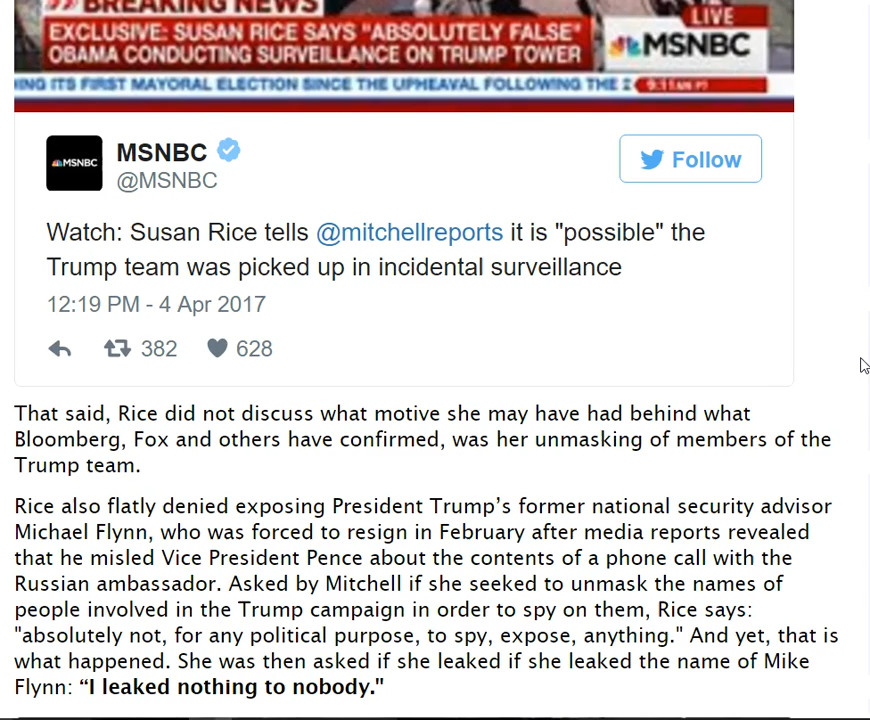 BREAKING NEWS
LIVE
EXCLUSIVE: SUSAN RICE SAYS "ABSOLUTELY FALSE"
OBAMA CONDUCTING SURVEILLANCE ON TRUMP TOWER
MSNBC
ING ITS FIRST MAYORAL ELECTION SINCE THE UPHEAVAL FOLLOWING THE
MSNBC
MSNBC
@MSNBC
Follow
Watch: Susan Rice tells @mitchellreports it is "possible" the
Trump team was picked up in incidental surveillance
12:19 PM - 4 Apr 2017
382 628
That said, Rice did not discuss what motive she may have had behind what
Bloomberg, Fox and others have confirmed, was her unmasking of members of the
Trump team.
Rice also flatly denied exposing President Trump’s former national security advisor
Michael Flynn, who was forced to resign in February after media reports revealed
that he misled Vice President Pence about the contents of a phone call with the
Russian ambassador. Asked by Mitchell if she seeked to unmask the names of
people involved in the Trump campaign in order to spy on them, Rice says:
"absolutely not, for any political purpose, to spy, expose, anything." And yet, that is
what happened. She was then asked if she leaked if she leaked the name of Mike
Flynn: “I leaked nothing to nobody."